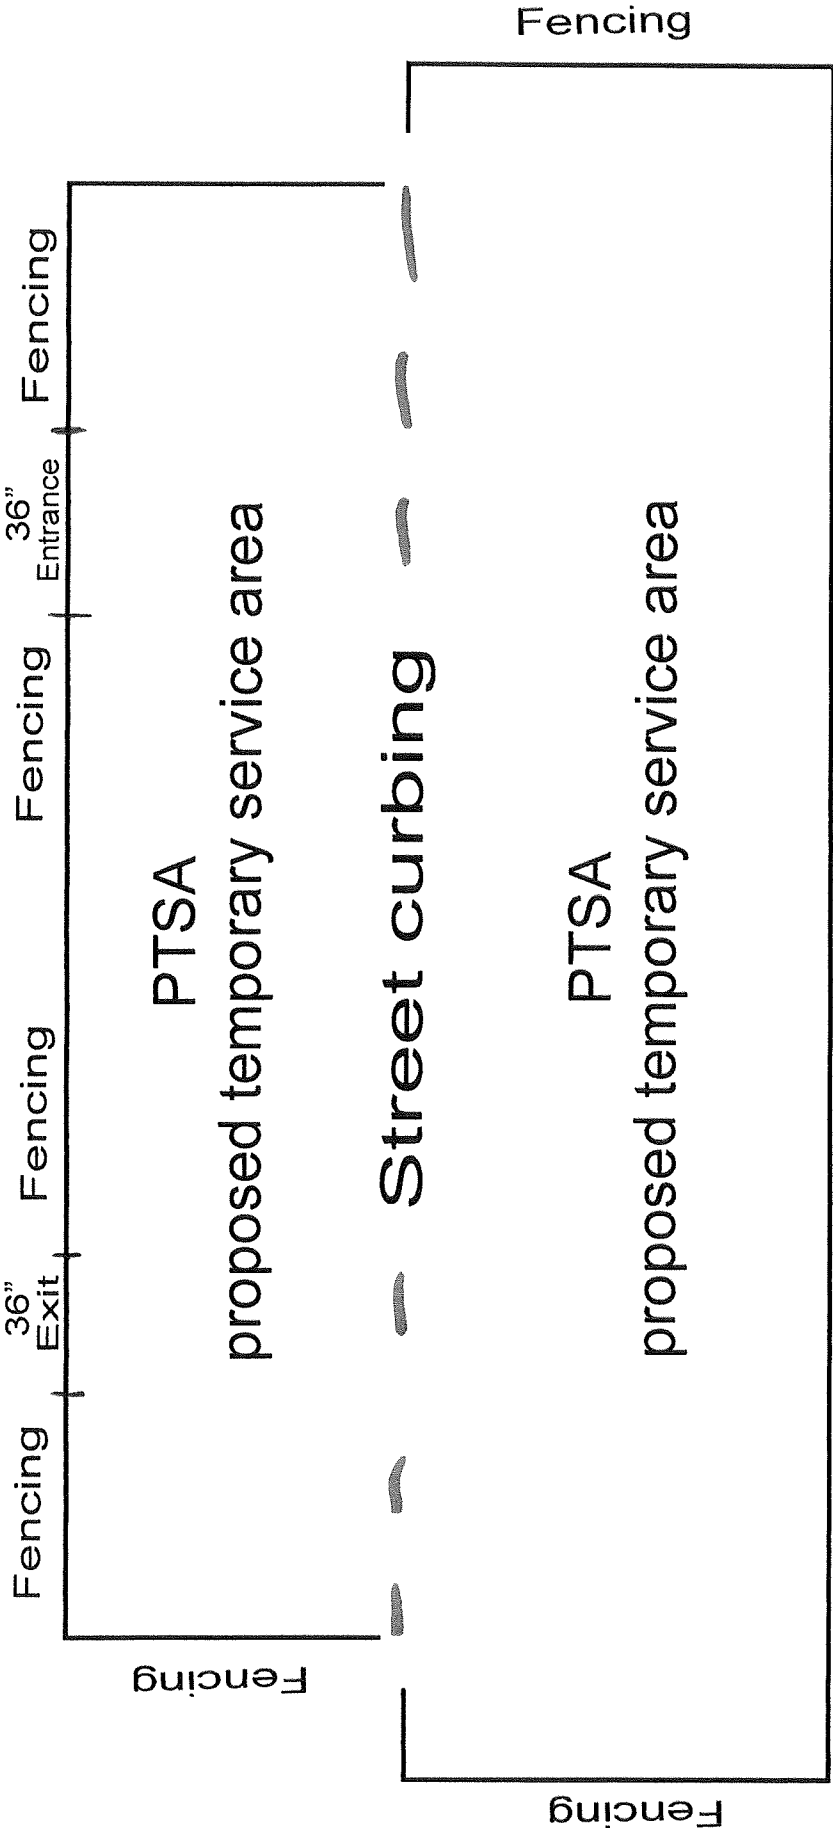 Fencing
Fencing
36”
Entrance
Fencing
Fencing
36”
Exit
Fencing
PTSA
proposed temporary service area
Street curbing
PTSA
proposed temporary service area
Fencing
Fencing